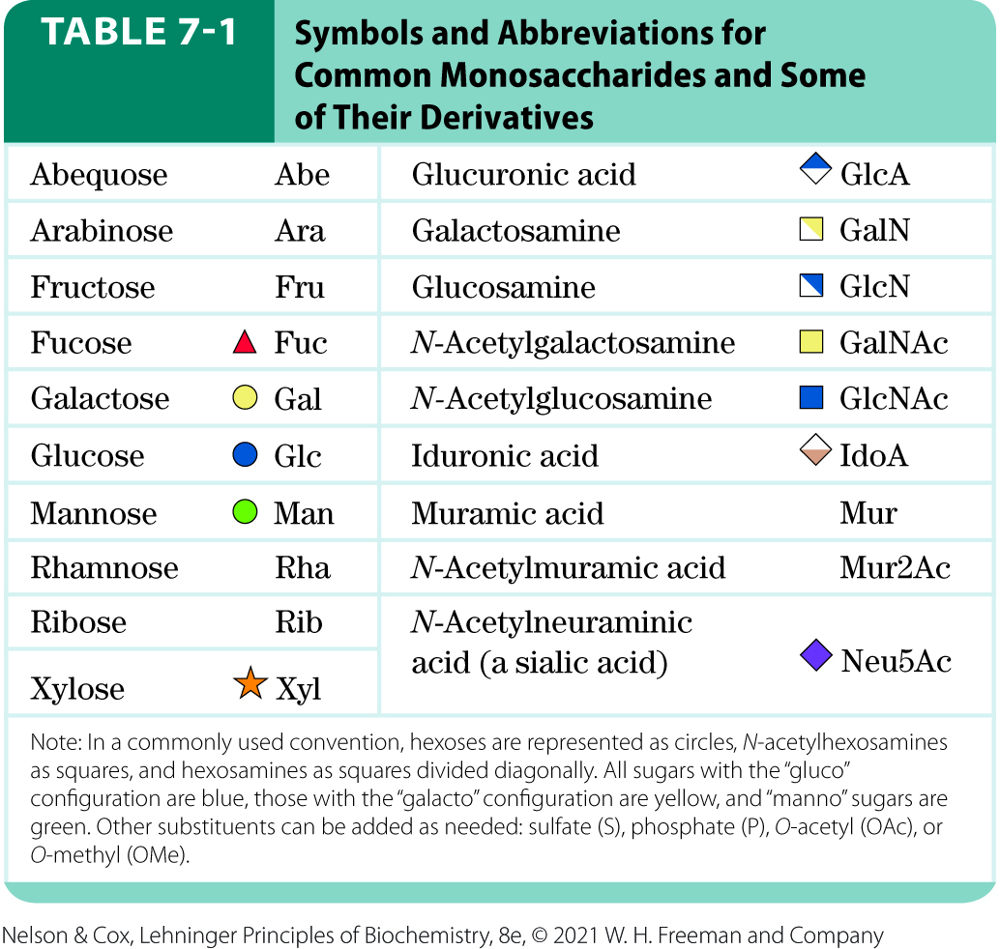 TABLE 7-1
Symbols and Abbreviations for
Common Monosaccharides and Some
of Their Derivatives
Abequose Abe Glucuronic acid GlcA
Arabinose Ara Galactosamine GalN
Fructose Fru Glucosamine GlcN
Fucose Fuc N-Acetylgalactosamine GalNAc
Galactose Gal N-Acetylglucosamine GlcNAc
Glucose Glc Iduronic acid IdoA
Mannose Man Muramic acid Mur
Rhamnose Rha N-Acetylmuramic acid Mur2Ac
Ribose Rib N-Acetylneuraminic
acid (a sialic acid) Neu5Ac
Xylose Xyl
Note: In a commonly used convention, hexoses are represented as circles, N-acetylhexosamines
as squares, and hexosamines as squares divided diagonally. All sugars with the “gluco”
configuration are blue, those with the “galacto” configuration are yellow, and “manno” sugars are
green. Other substituents can be added as needed: sulfate (S), phosphate (P), O-acetyl (OAc), or
O-methyl (OMe).
Nelson & Cox, Lehninger Principles of Biochemistry, 8e, © 2021 W. H. Freeman and Company